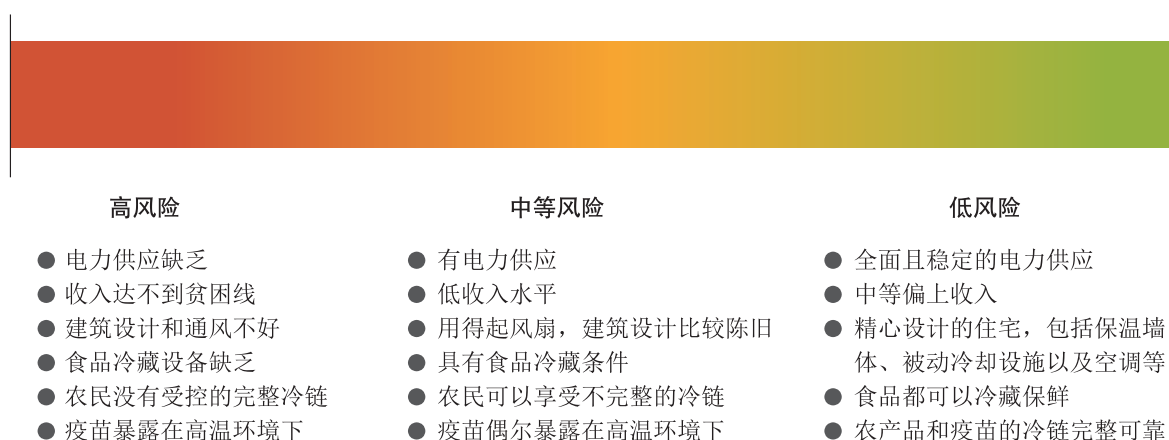 高风险
● 电力供应缺乏
● 收入达不到贫困线
● 建筑设计和通风不好
● 食品冷藏设备缺乏
● 农民没有受控的完整冷链
● 疫苗暴露在高温环境下
中等风险
● 有电力供应
● 低收入水平
● 用得起风扇，建筑设计比较陈旧
● 具有食品冷藏条件
● 农民可以享受不完整的冷链
● 疫苗偶尔暴露在高温环境下
低风险
● 全面且稳定的电力供应
● 中等偏上收入
● 精心设计的住宅，包括保温墙
体、被动冷却设施以及空调等
● 食品都可以冷藏保鲜
● 农产品和疫苗的冷链完整可靠